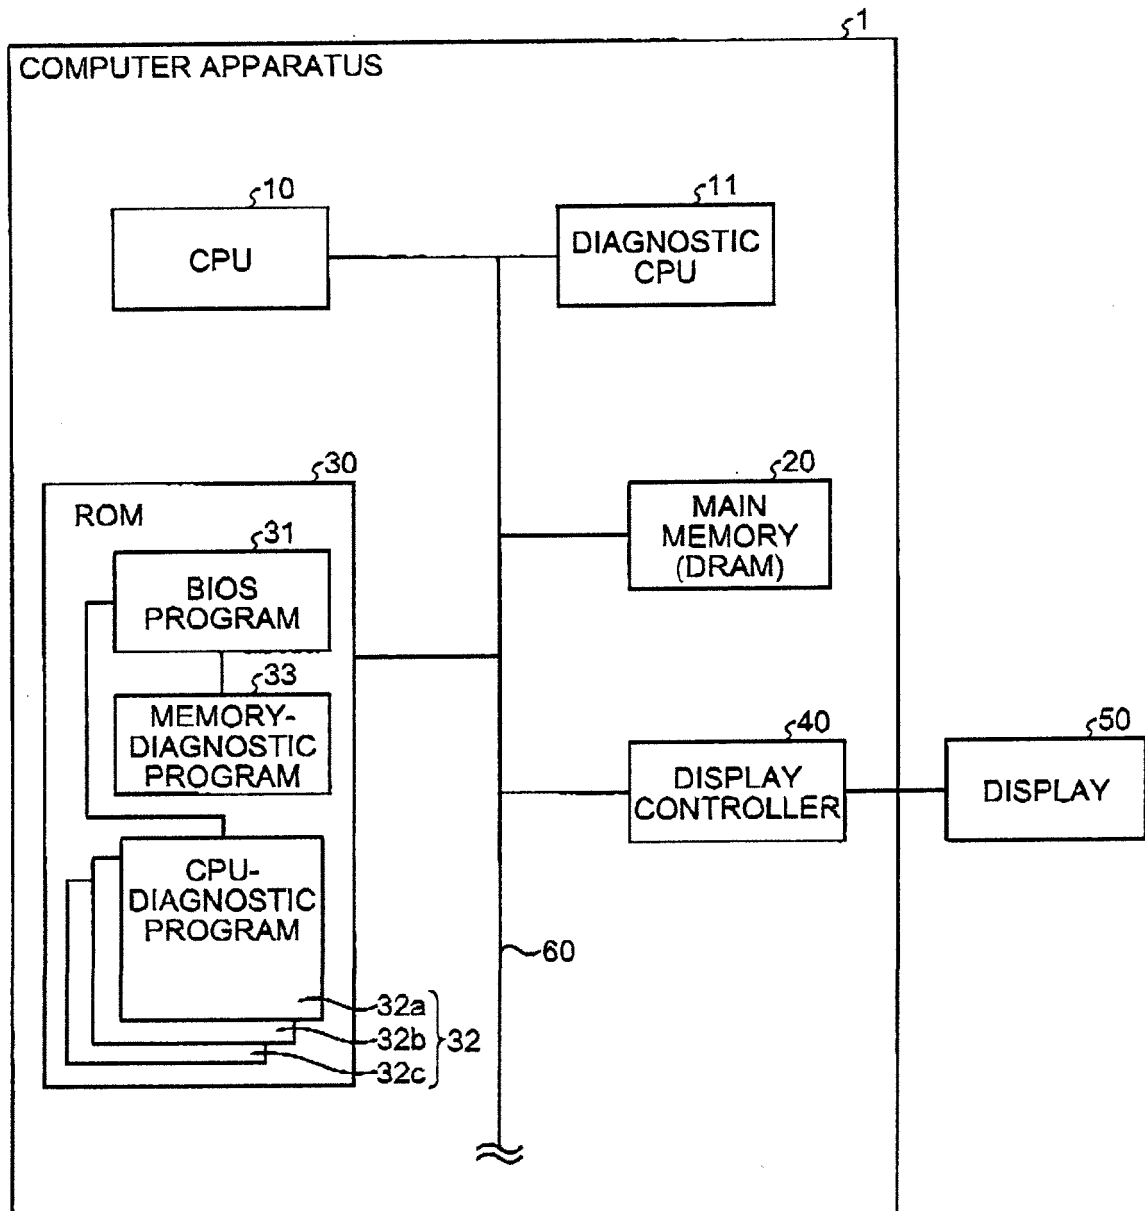 1
COMPUTER APPARATUS
10
CPU
11
DIAGNOSTIC
CPU
20
MAIN
MEMORY
(DRAM)
30
ROM
31
BIOS
PROGRAM
33
MEMORY-
DIAGNOSTIC
PROGRAM
40
DISPLAY
CONTROLLER
50
DISPLAY
CPU-
DIAGNOSTIC
PROGRAM
60
32a
32b
32c
32